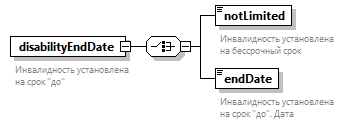 notLimited
Инвалидность установлена
на бессрочный срок
disabilityEndDate
Инвалидность установлена
на срок "до"
endDate
Инвалидность установлена
на срок "до". Дата